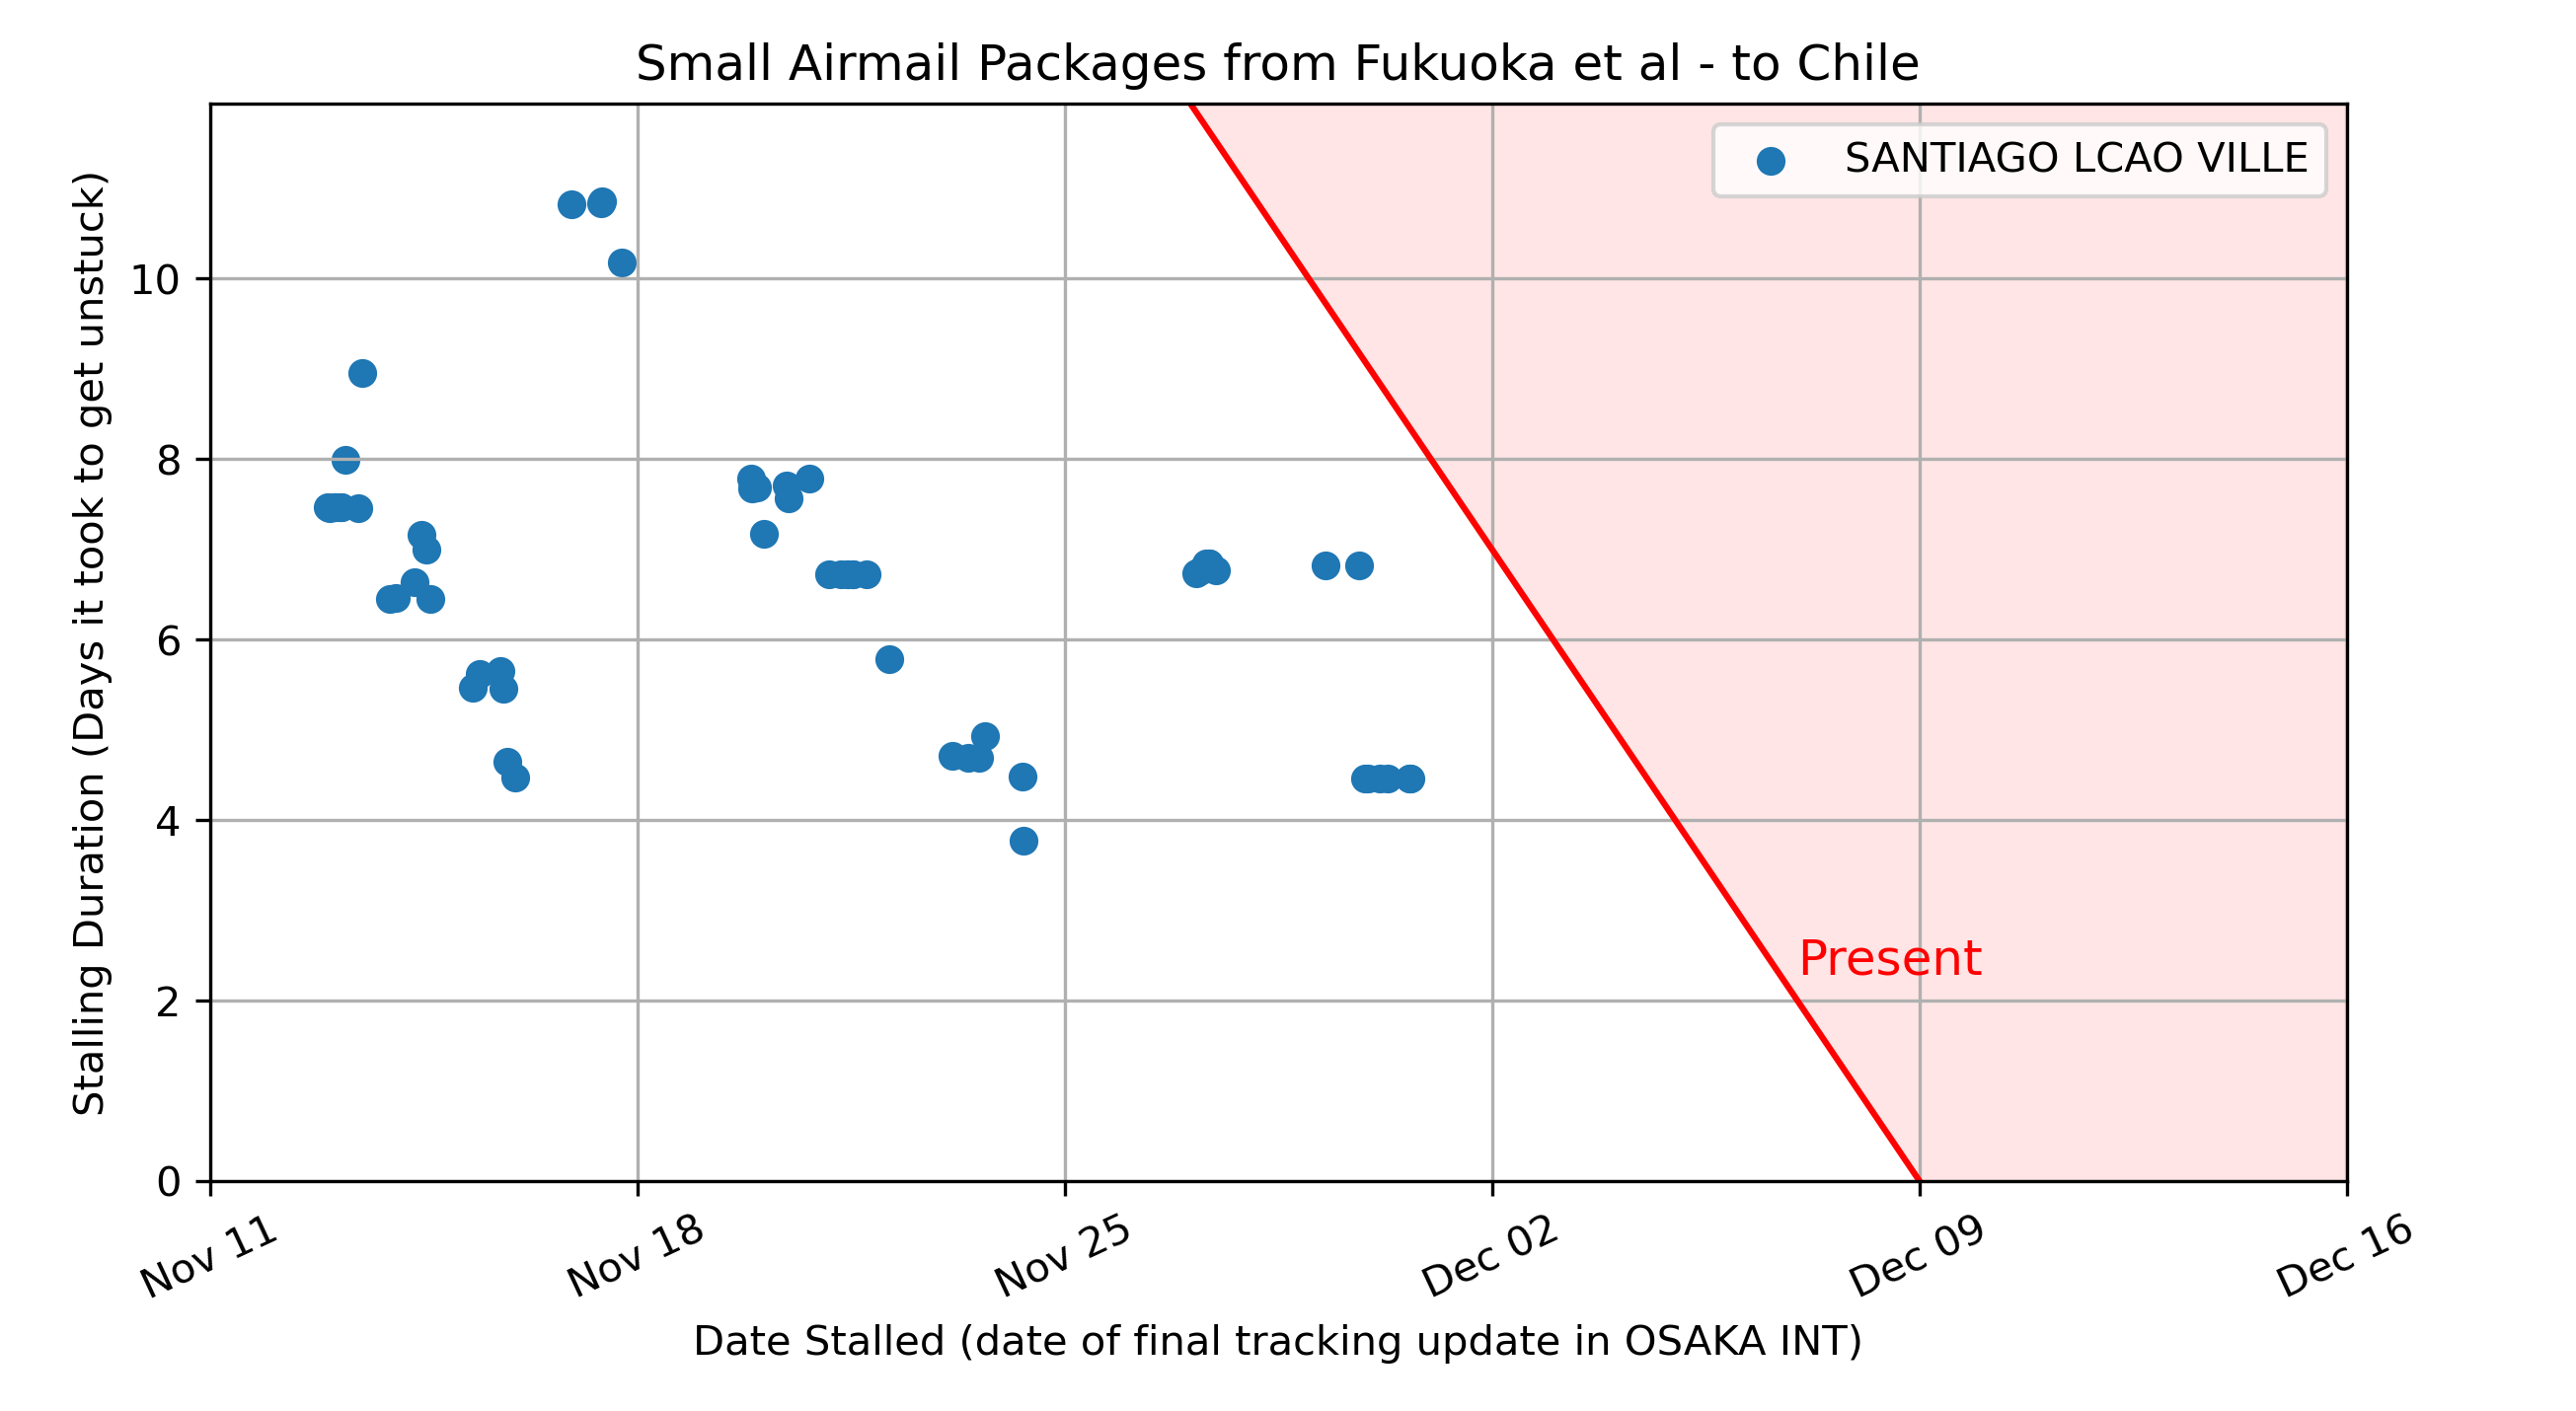 Small Airmail Packages from Fukuoka et al - to Chile
SANTIAGO LCAO VILLE
Stalling Duration (Days it took to get unstuck)
10
8
6
4
2
0
Present
Nov 11
Nov 18
Nov 25
Dec 02
Dec 09
Dec 16
Date Stalled (date of final tracking update in OSAKA INT)